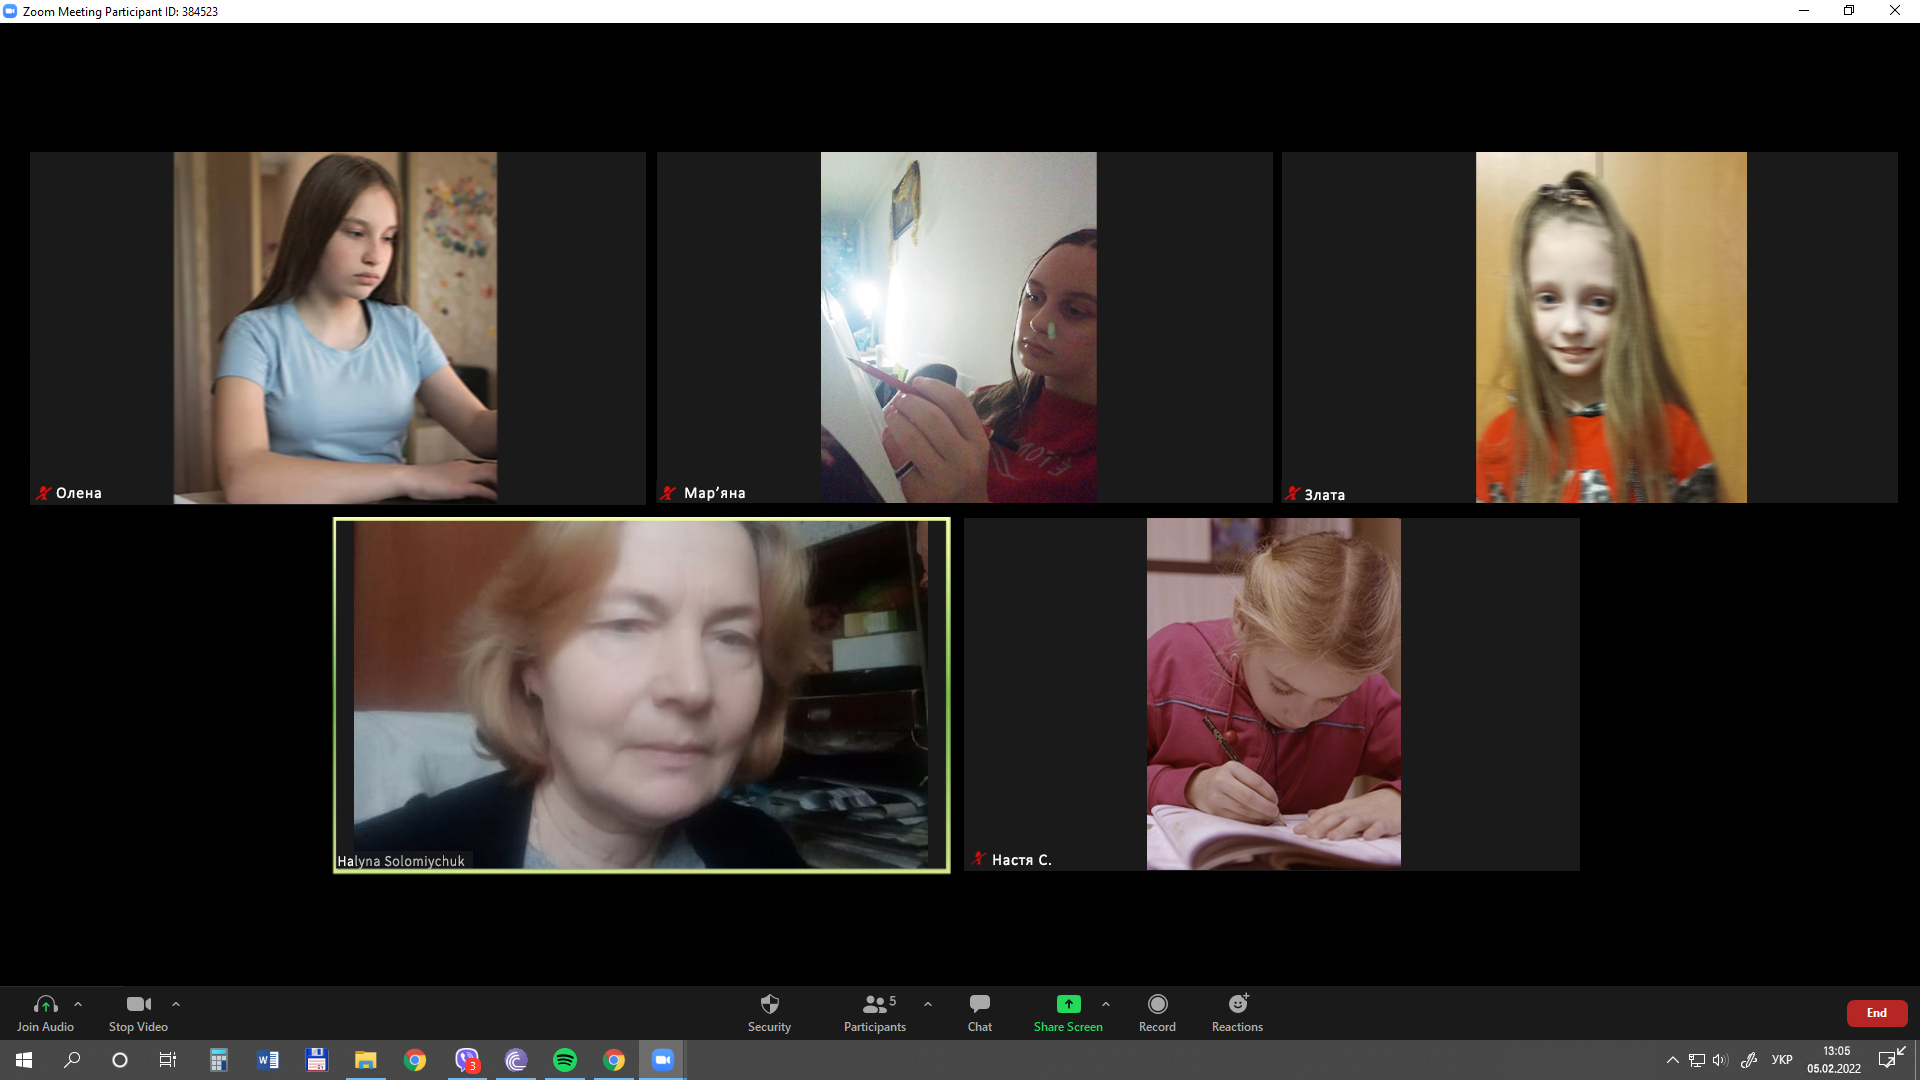 Zoom Meeting Participant ID: 384523
Олена
Мар’яна
Злата
Halyna Solomiychuk
Настя С.
Join Audio
Stop Video
Security
5
Participants
Chat
Share Screen
Record
Reactions
End
3
УКР
13:05
05.02.2022